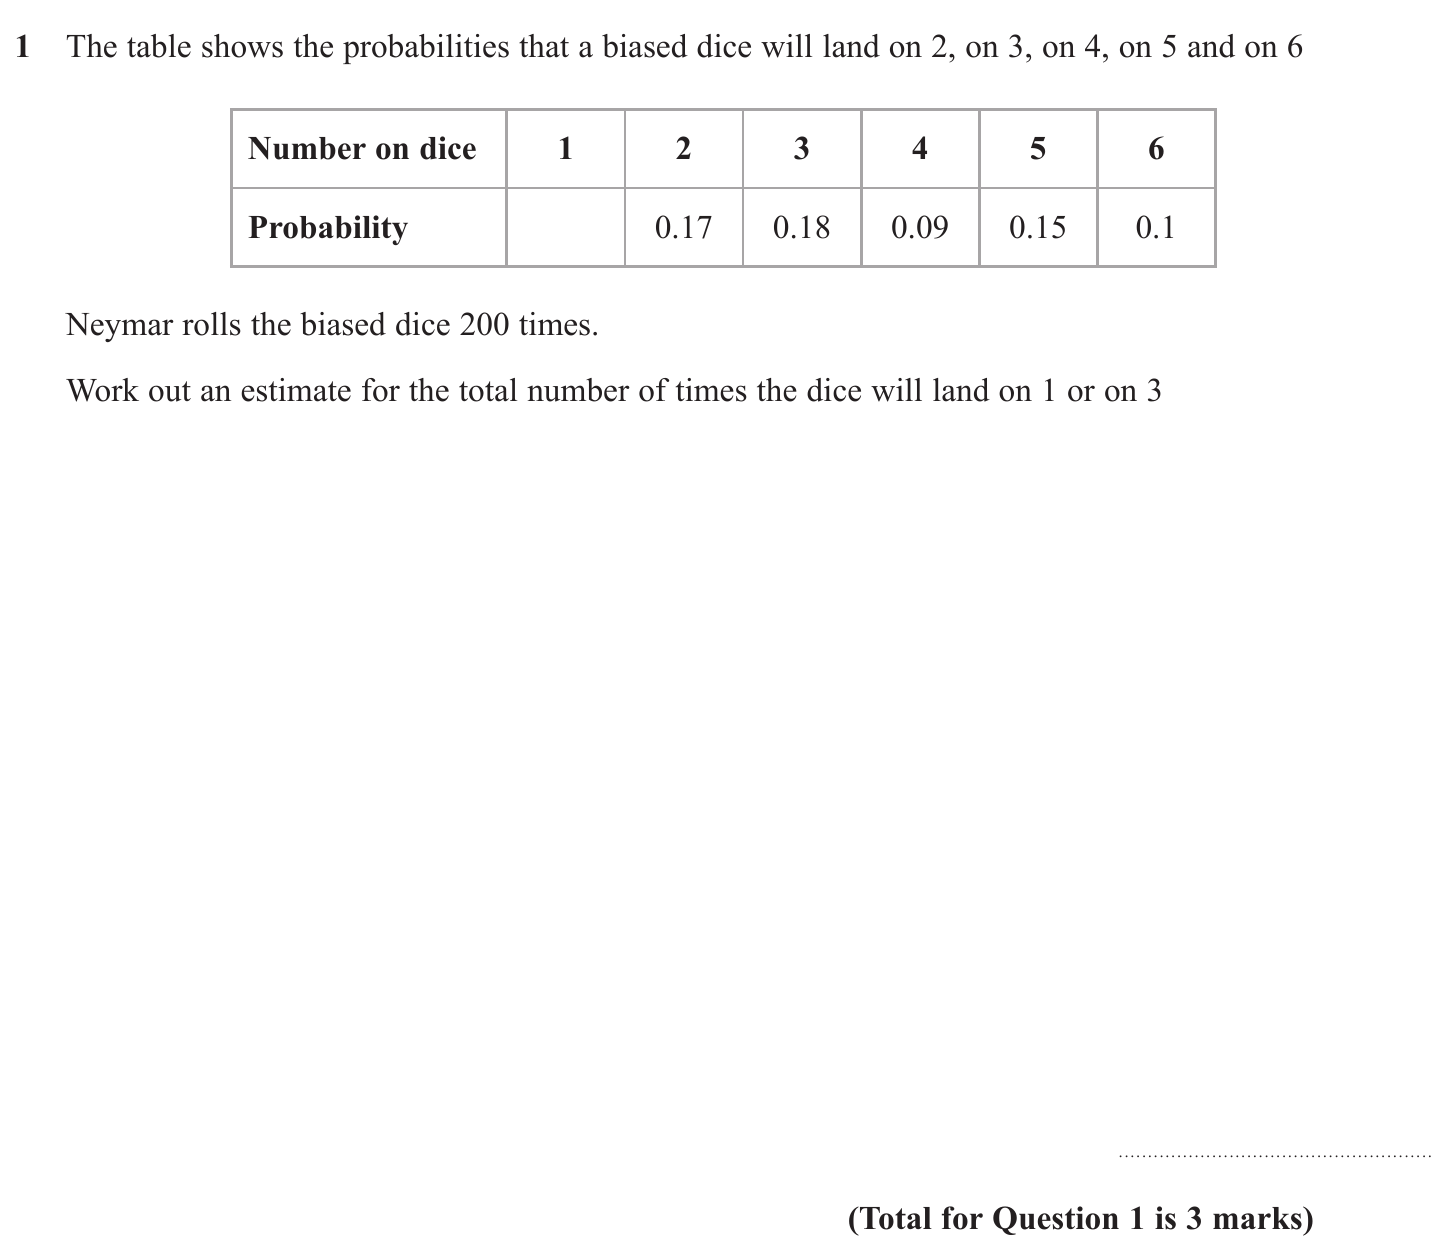 1 The table shows the probabilities that a biased dice will land on 2, on 3, on 4, on 5 and on 6
Number on dice 1 2 3 4 5 6
Probability 0.17 0.18 0.09 0.15 0.1
Neymar rolls the biased dice 200 times.
Work out an estimate for the total number of times the dice will land on 1 or on 3
(Total for Question 1 is 3 marks)